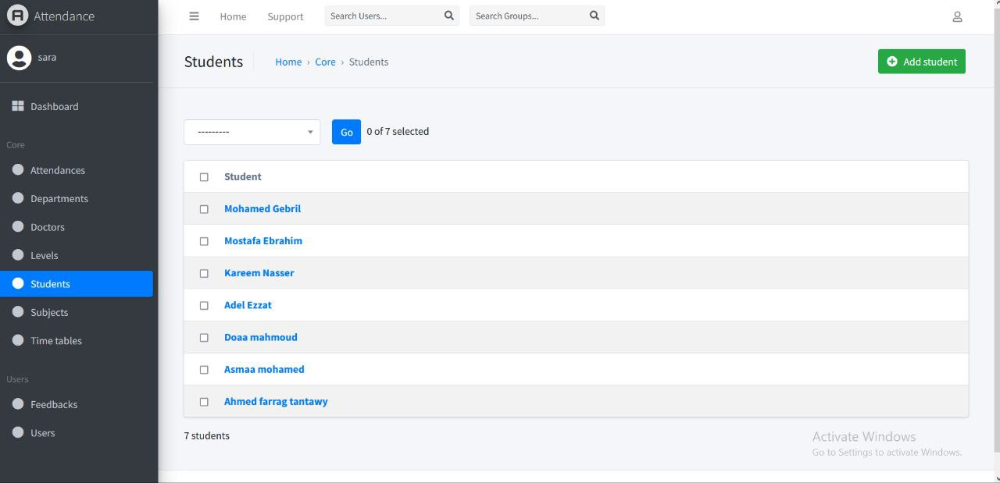 Attendance
sara
Dashboard
Core
Attendances
Departments
Doctors
Levels
Students
Subjects
Time tables
Users
Feedbacks
Users
Home Support Search Users... Search Groups...
Students Home › Core › Students Add student
--------- Go 0 of 7 selected
Student
Mohamed Gebril
Mostafa Ebrahim
Kareem Nasser
Adel Ezzat
Doaa mahmoud
Asmaa mohamed
Ahmed farrag tantawy
7 students
Activate Windows
Go to Settings to activate Windows.